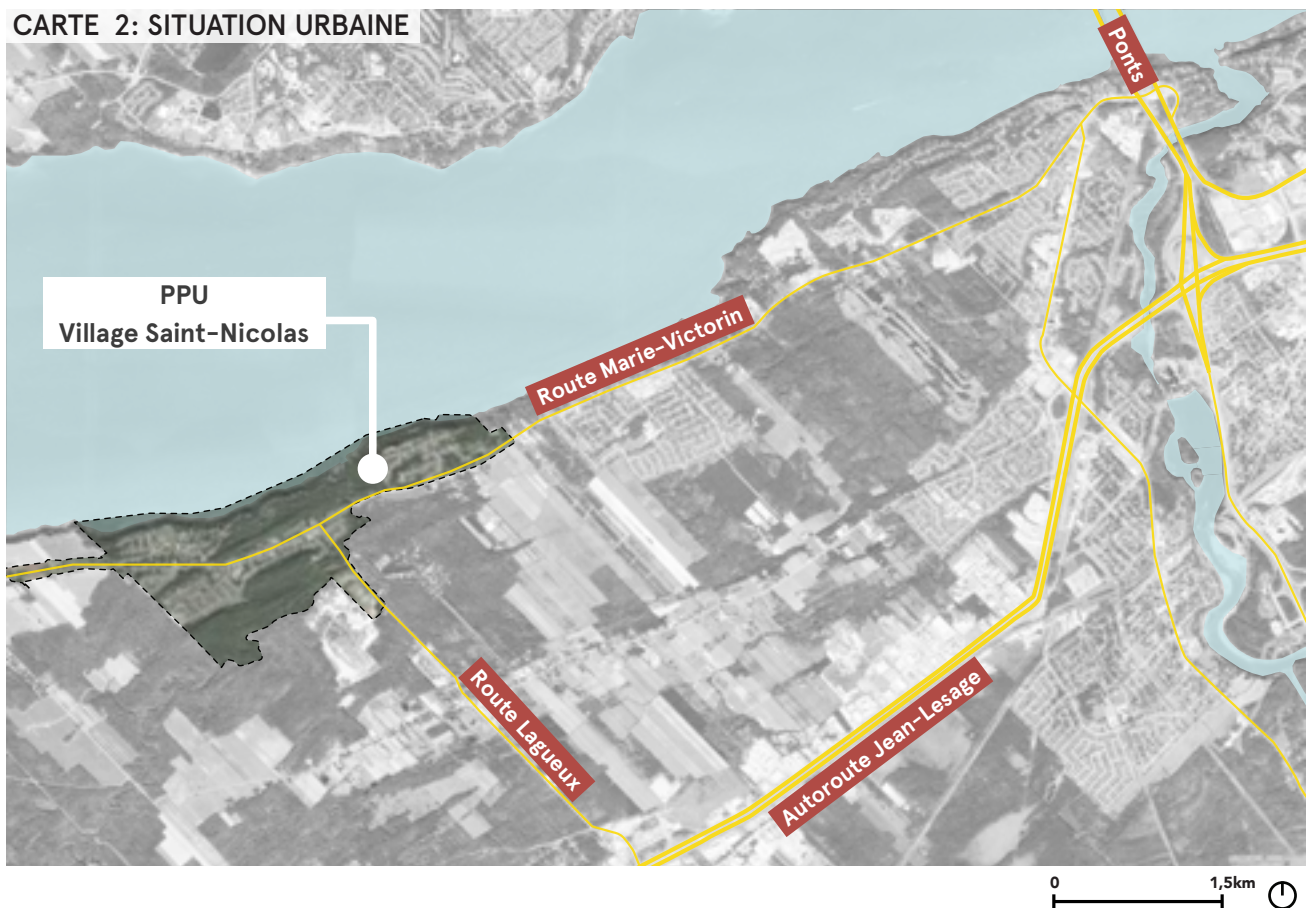 CARTE 2: SITUATION URBAINE
Ponts
PPU
Village Saint-Nicolas
Route Marie-Victorin
Route Lagueux
Autoroute Jean-Lesage
0
1,5km